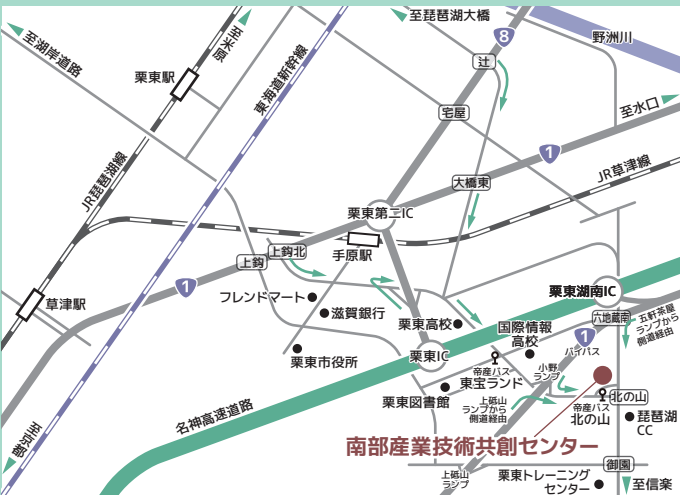 至琵琶湖大橋
8
野洲川
至湖岸道路
至米原
栗東駅
東海道新幹線
辻
宅屋
至水口
1
JR琵琶湖線
大橋東
JR草津線
栗東第二IC
手原駅
上鈎北
上鈎
1
草津駅
フレンドマート
滋賀銀行
栗東高校
栗東湖南IC
国際情報
高校
六地蔵南
五軒茶屋
ランプから
側道経由
1
バイパス
栗東市役所
栗東IC
帝産バス
東宝ランド
小野
ランプ
栗東図書館
上砥山
ランプから
側道経由
北の山
帝産バス
北の山
琵琶湖
CC
名神高速道路
至京都
南部産業技術共創センター
御園
上砥山
ランプ
栗東トレーニング
センター
至信楽